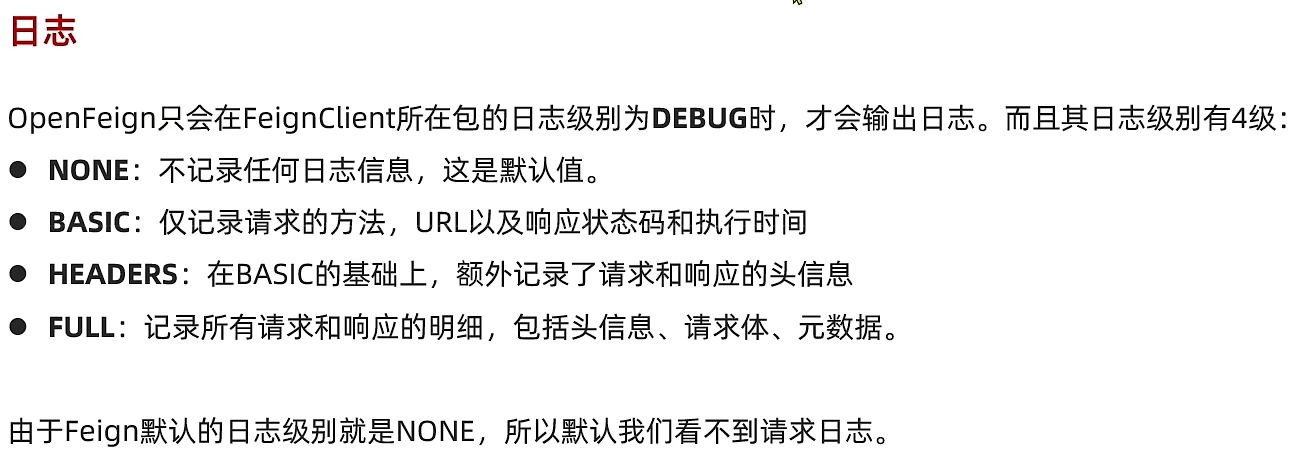 日志
OpenFeign只会在FeignClient所在包的日志级别为DEBUG时，才会输出日志。而且其日志级别有4级：
● NONE：不记录任何日志信息，这是默认值。
● BASIC：仅记录请求的方法，URL以及响应状态码和执行时间
● HEADERS：在BASIC的基础上，额外记录了请求和响应的头信息
● FULL：记录所有请求和响应的明细，包括头信息、请求体、元数据。
由于Feign默认的日志级别就是NONE，所以默认我们看不到请求日志。